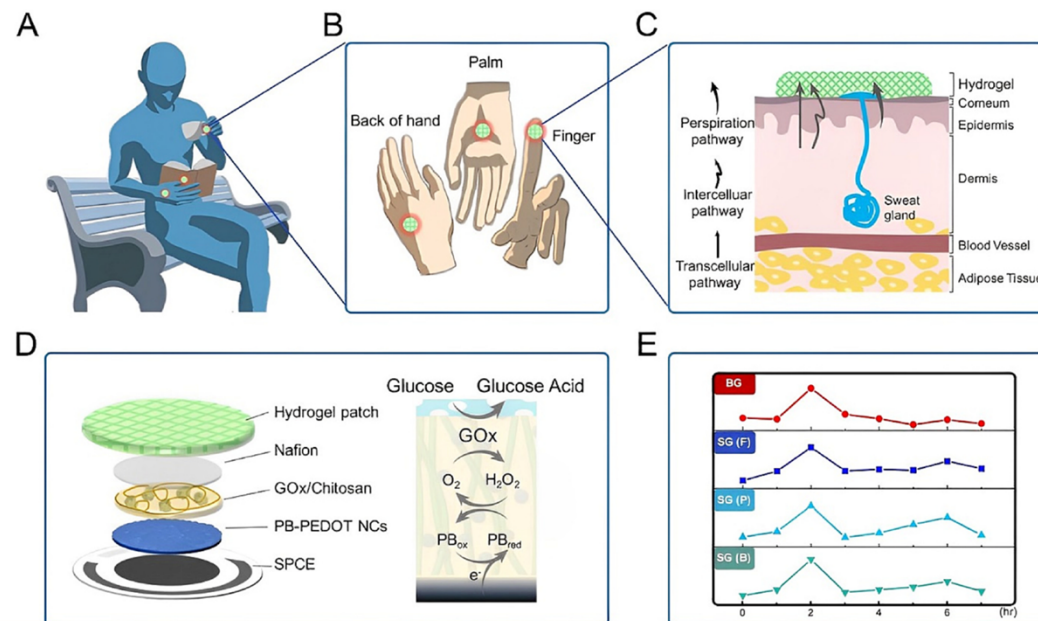 A
B
Palm
Back of hand
Finger
C
Perspiration
pathway
Intercelluar
pathway
Transcellular
pathway
Sweat
gland
Hydrogel
Corneum
Epidermis
Dermis
Blood Vessel
Adipose Tissue
D
Hydrogel patch
Nafion
GOx/Chitosan
PB-PEDOT NCs
SPCE
Glucose Glucose Acid
GOx
O₂ H₂O₂
PBox PBred
e⁻
E
BG
SG (F)
SG (P)
SG (B)
0 2 4 6 (hr)